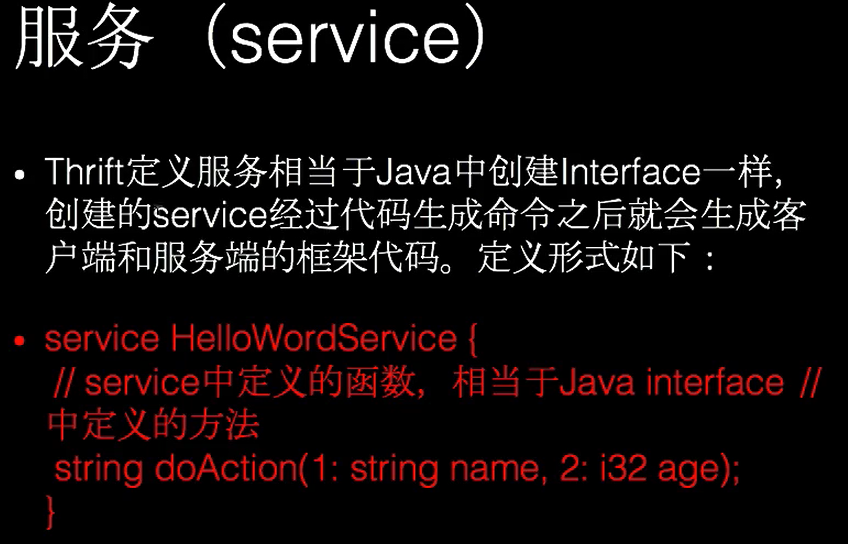 服务（service）
• Thrift定义服务相当于Java中创建Interface一样，
创建的service经过代码生成命令之后就会生成客
户端和服务端的框架代码。定义形式如下：
• service HelloWordService {
// service中定义的函数，相当于Java interface //
中定义的方法
string doAction(1: string name, 2: i32 age);
}